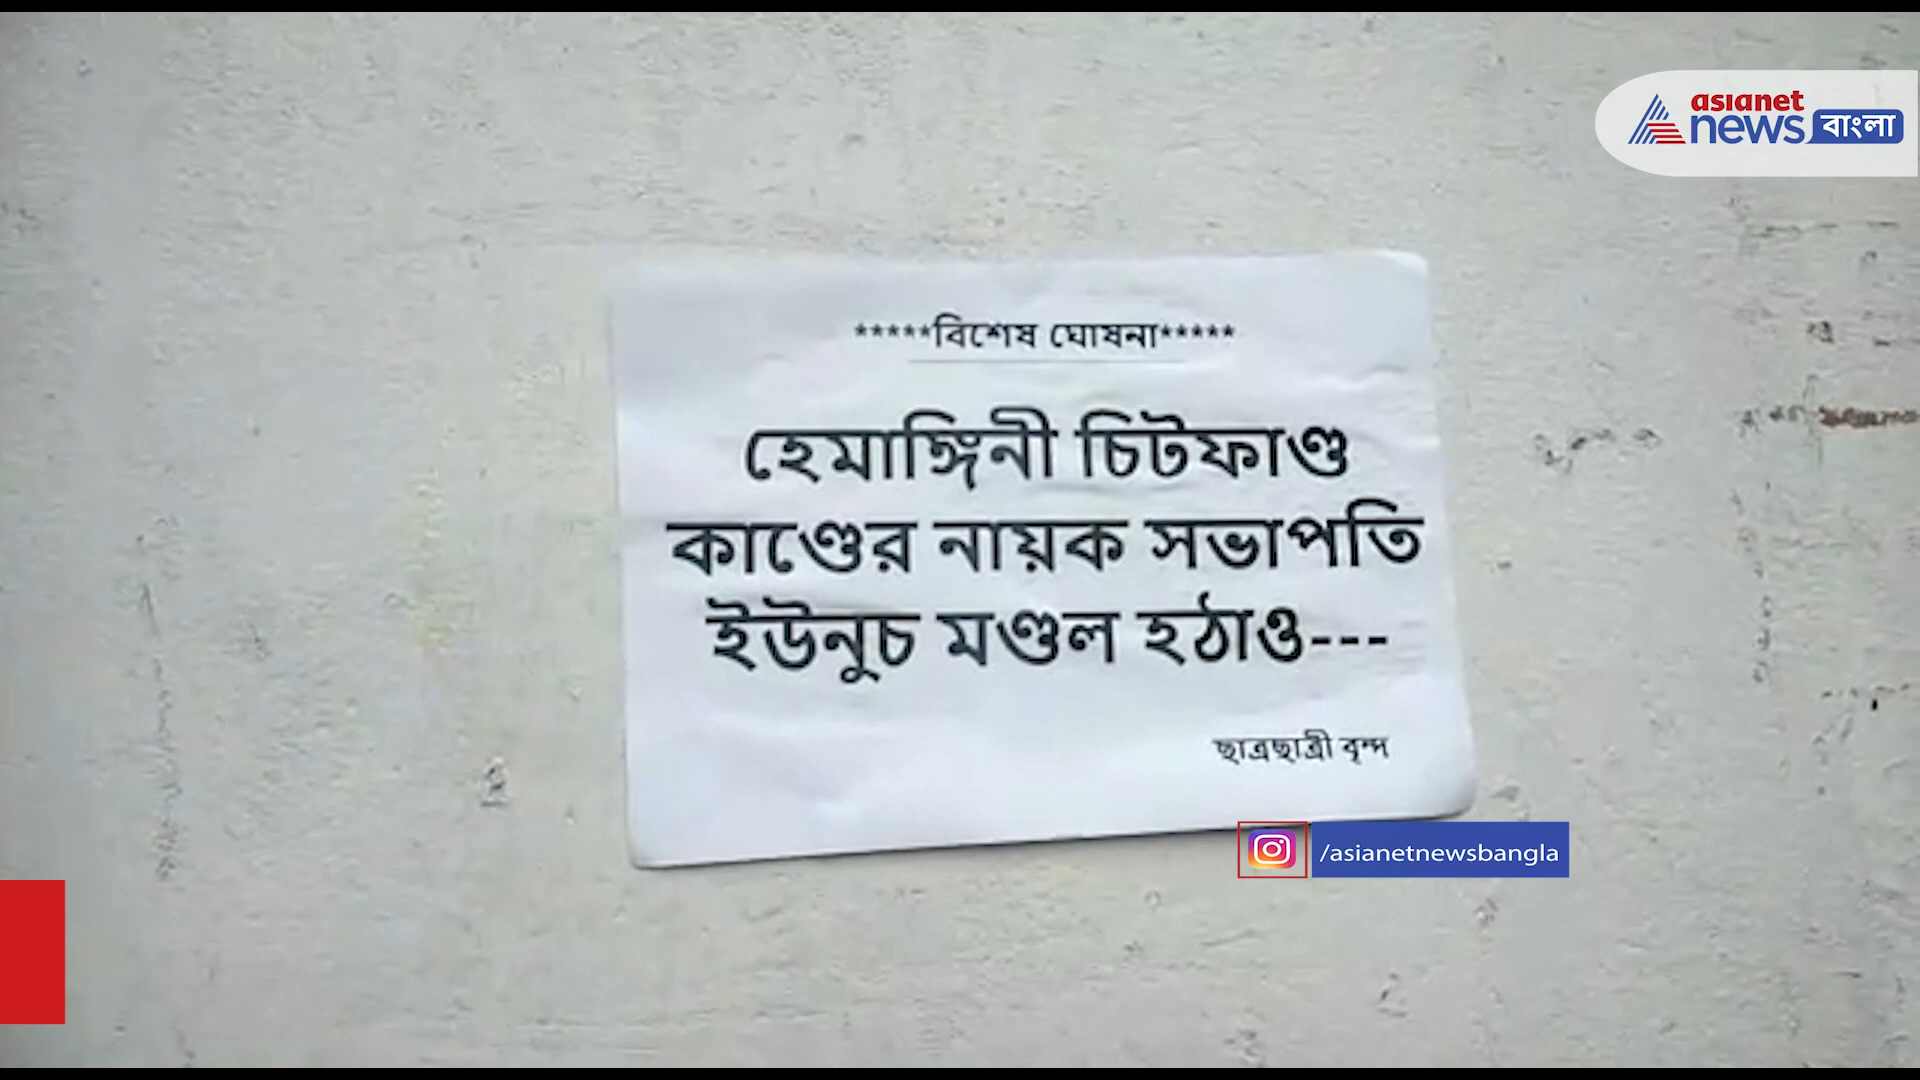 asianet
news বাংলা
*****বিশেষ ঘোষনা*****
হেমাঙ্গিনী চিটফাণ্ড
কাণ্ডের নায়ক সভাপতি
ইউনুচ মণ্ডল হঠাও---
ছাত্রছাত্রী বৃন্দ
/asianetnewsbangla